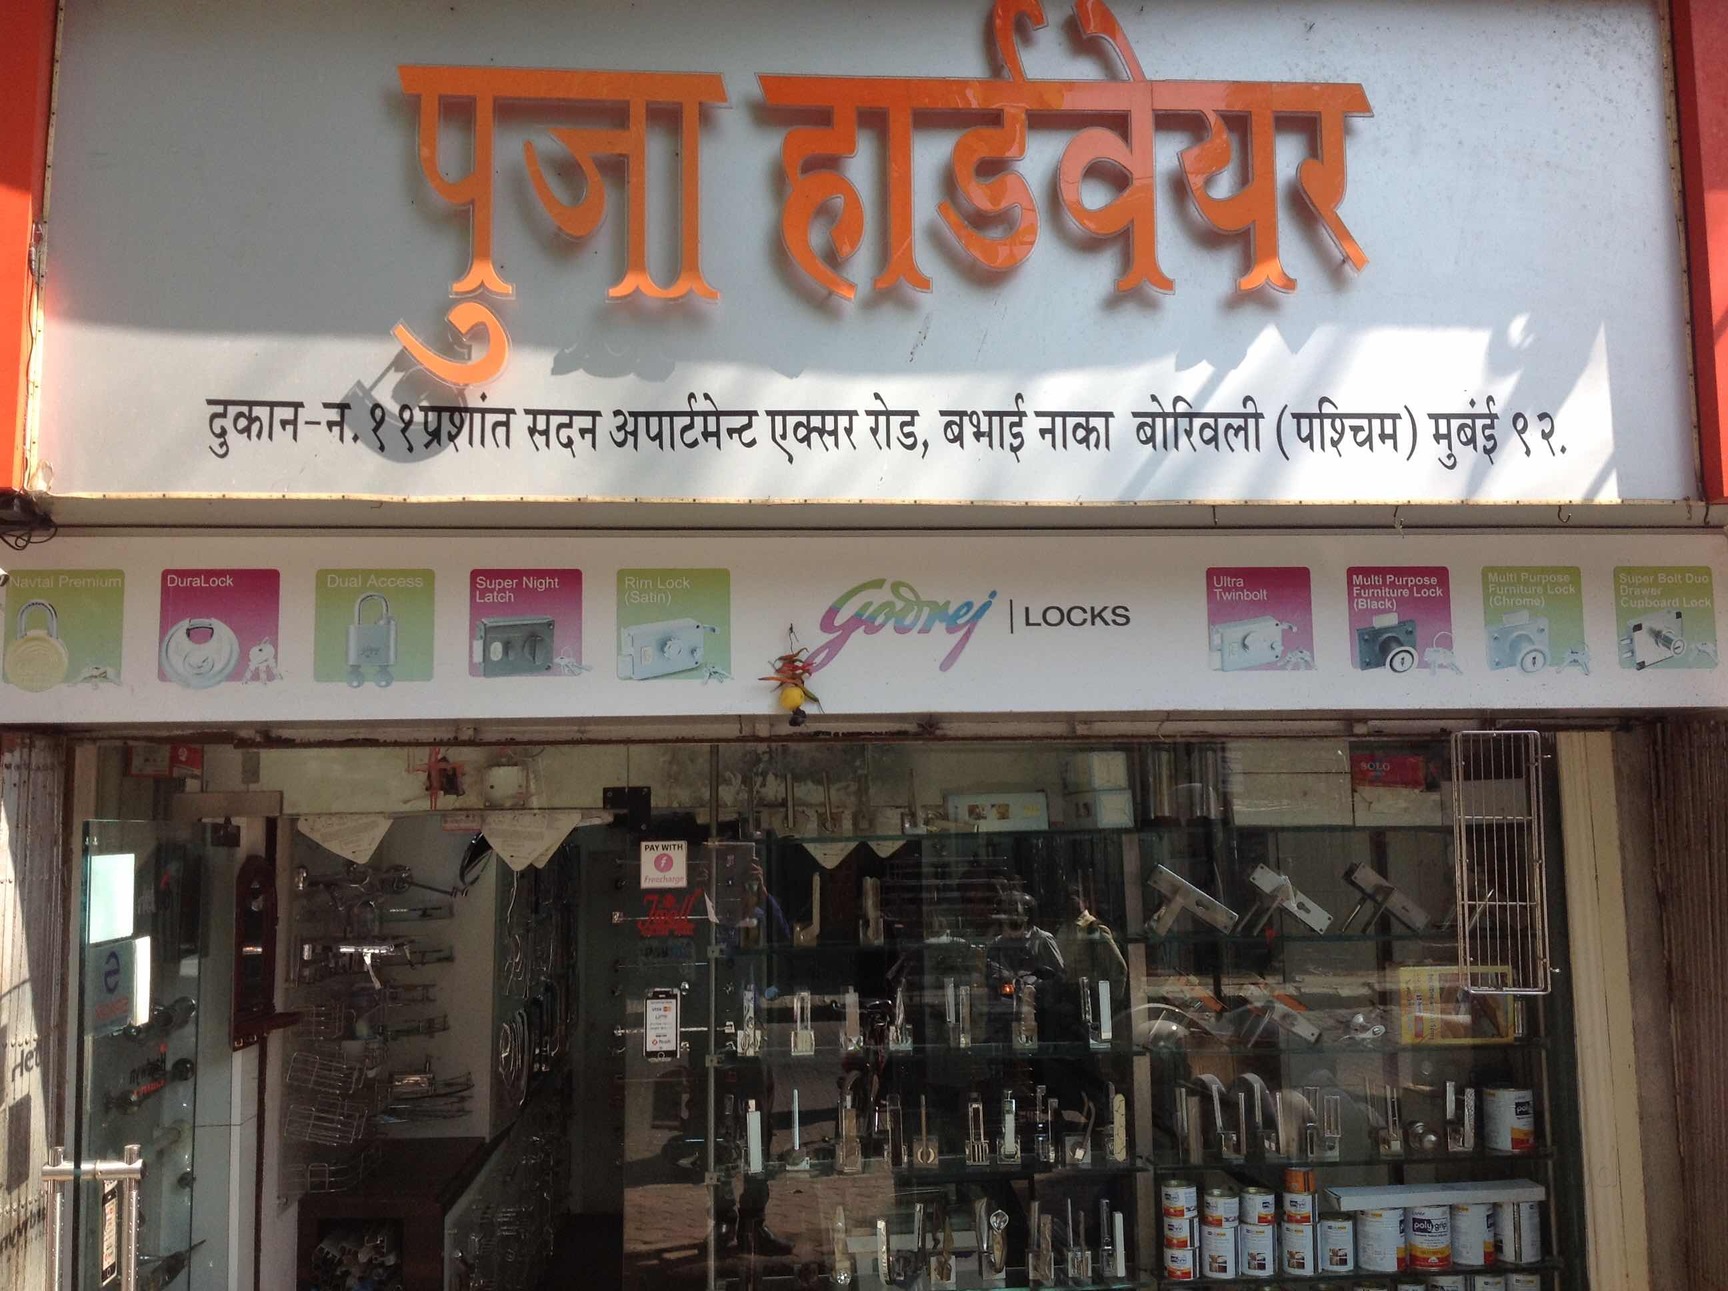 पुजा हार्डवेयर
दुकान-न. ११ प्रशांत सदन अपार्टमेन्ट एक्सर रोड, बभाई नाका बोरिवली (पश्चिम) मुबंई ९२.
Navtal Premium
DuraLock
Dual Access
Super Night
Latch
Rim Lock
(Satin)
Godrej | LOCKS
Ultra
Twinbolt
Multi Purpose
Furniture Lock
(Black)
Multi Purpose
Furniture Lock
(Chrome)
Super Bolt Duo
Drawer
Cupboard Lock
SOLO
PAY WITH
freecharge
polygrip